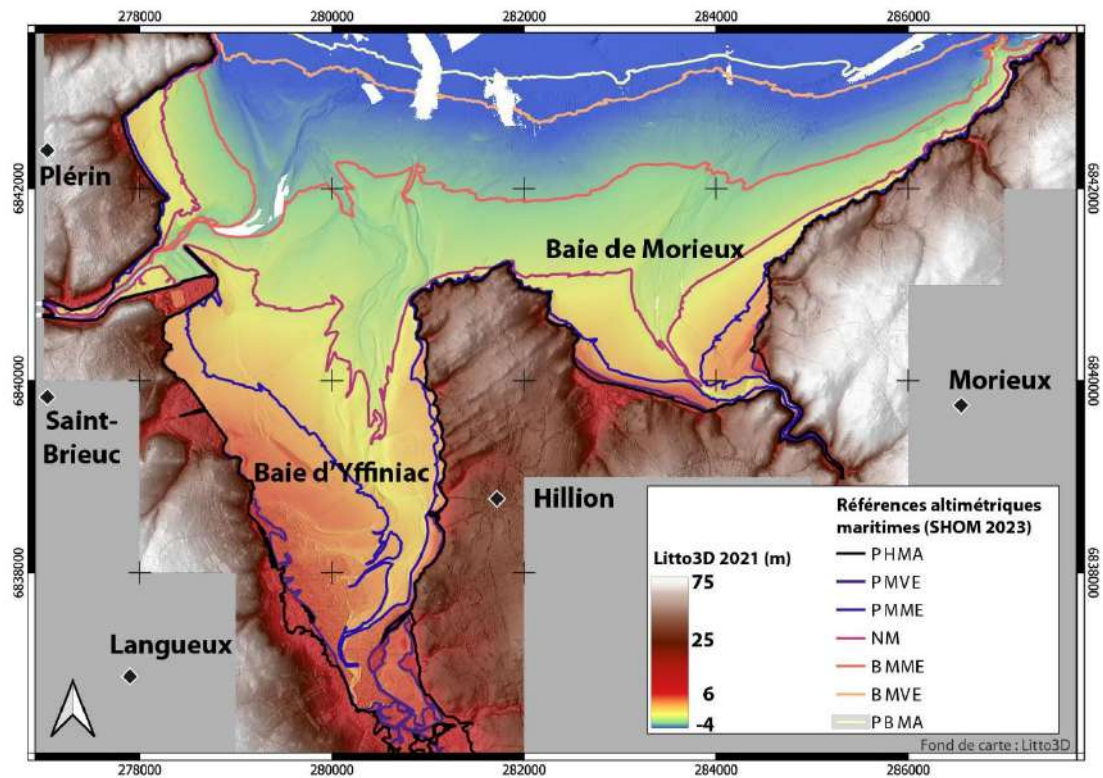 278000 280000 282000 284000 286000
Plérin
6842000
6842000
Baie de Morieux
6840000
6840000
Morieux
Saint-
Brieuc
Baie d'Yffiniac
Hillion
6838000
6838000
Langueux
Références altimétriques
maritimes (SHOM 2023)
Litto3D 2021 (m)
75
25
6
-4
PHMA
PMVE
PMME
NM
BMME
BMVE
PBMA
Fond de carte : Litto3D
278000 280000 282000 284000 286000